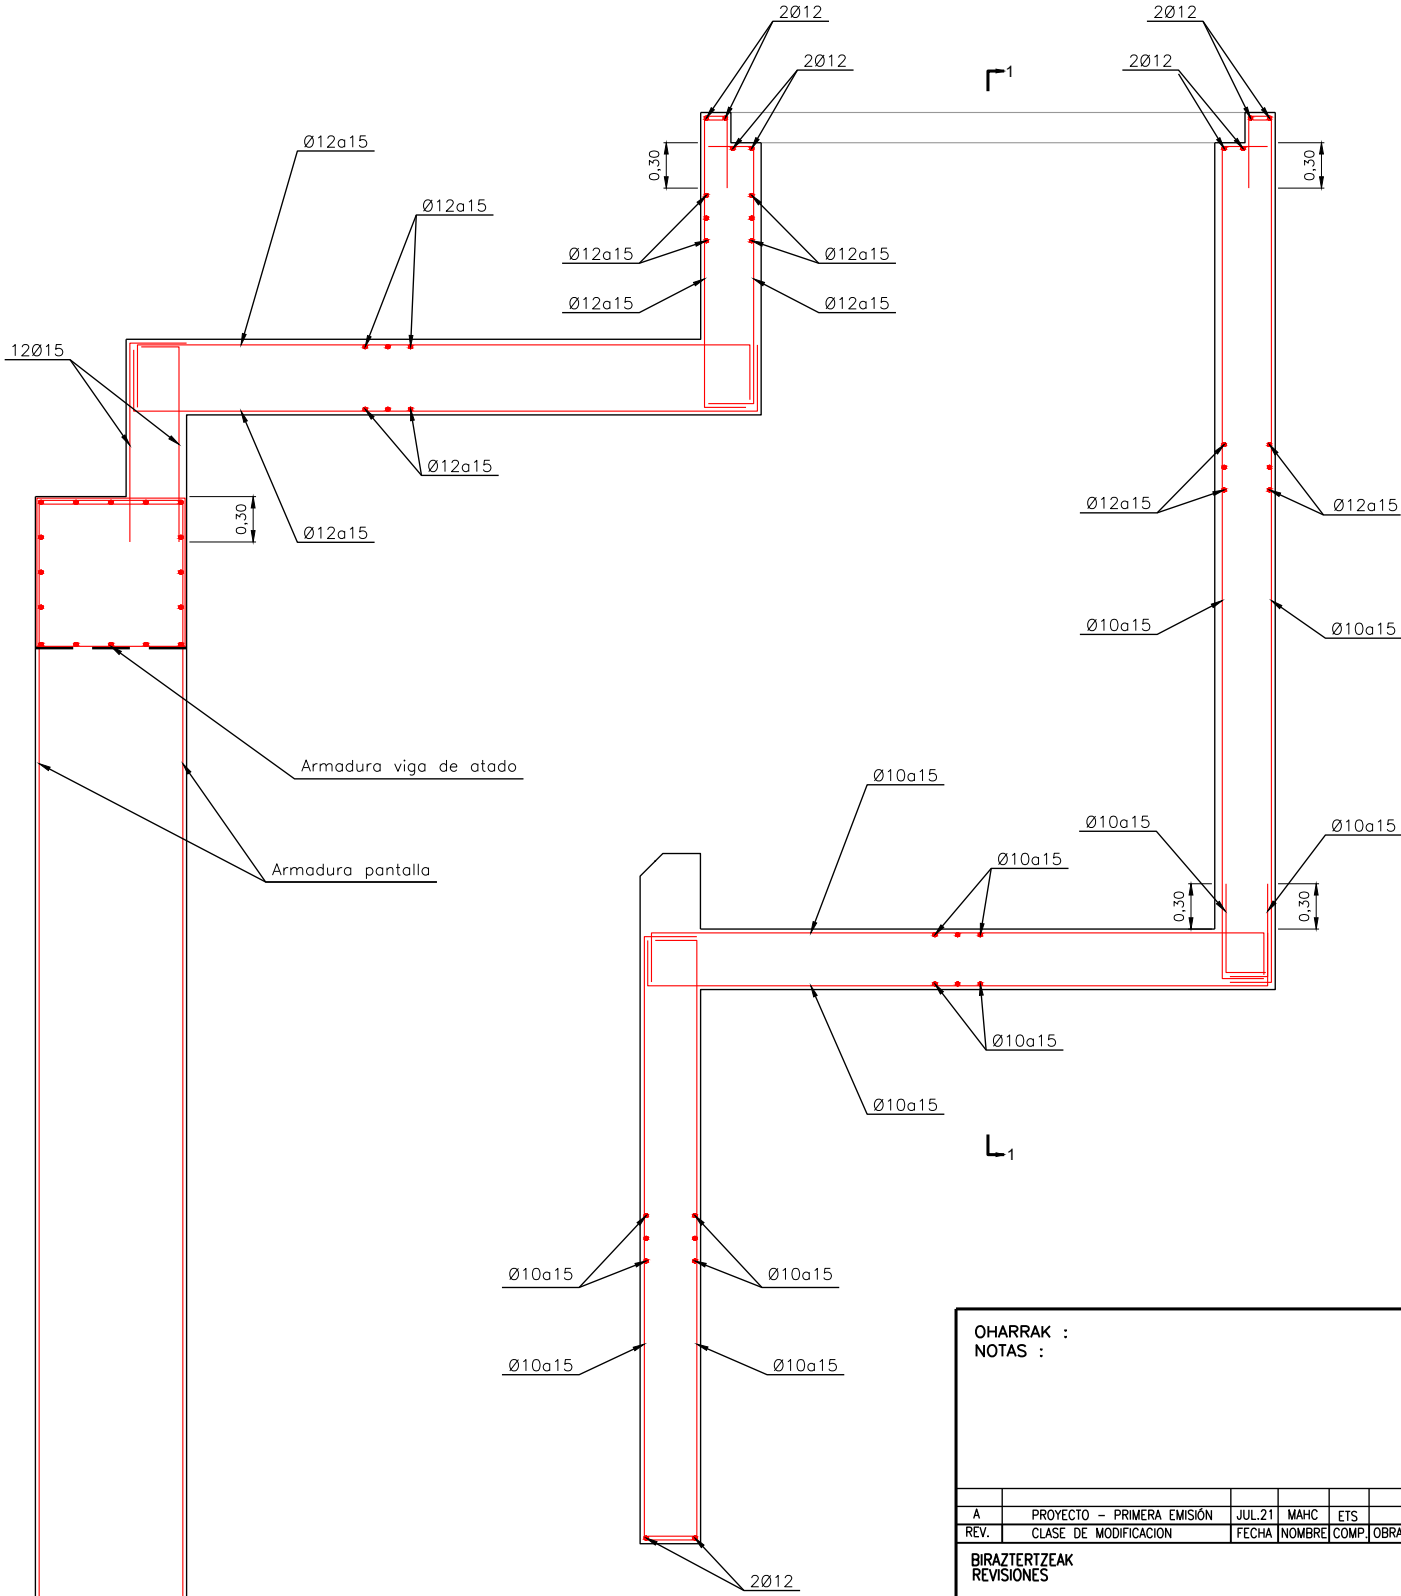 2Ø12
2Ø12
2Ø12
2Ø12
1
Ø12a15
0,30
0,30
Ø12a15
Ø12a15
Ø12a15
Ø12a15
Ø12a15
12Ø15
Ø12a15
0,30
Ø12a15
Ø12a15
Ø12a15
Ø10a15
Ø10a15
Armadura viga de atado
Ø10a15
Armadura pantalla
Ø10a15
Ø10a15
Ø10a15
0,30
0,30
Ø10a15
Ø10a15
1
Ø10a15
Ø10a15
Ø10a15
Ø10a15
2Ø12
OHARRAK :
NOTAS :
A PROYECTO - PRIMERA EMISIÓN JUL.21 MAHC ETS
REV. CLASE DE MODIFICACION FECHA NOMBRE COMP. OBRA
BIRAZTERTZEAK
REVISIONES